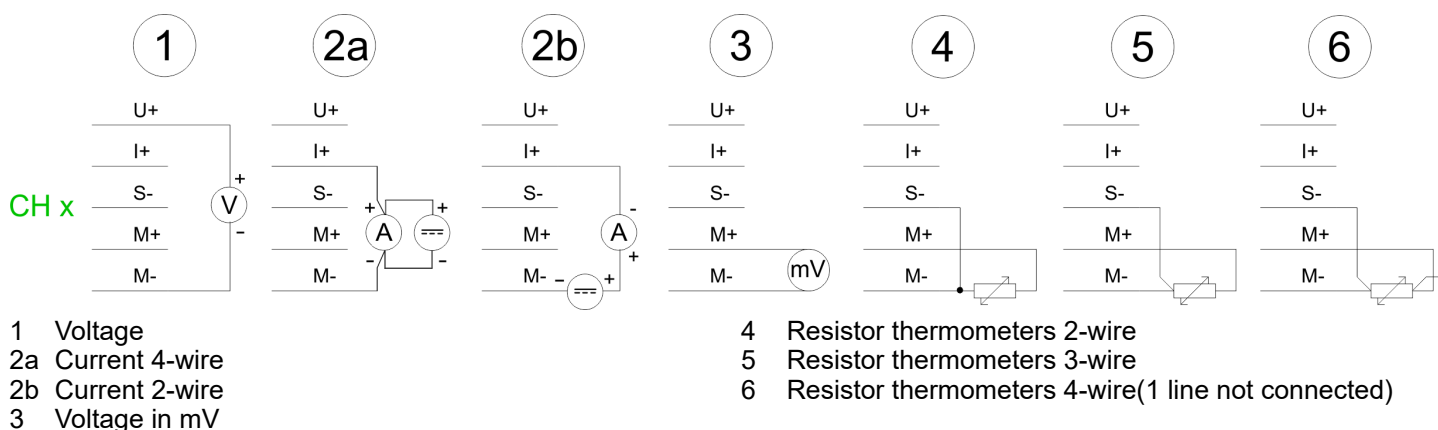 1 2a 2b 3 4 5 6
U+ U+ U+ U+ U+ U+ U+
I+ I+ I+ I+ I+ I+ I+
+
CH x S- S- + + S- - S- S- S- S-
V A A
M+ - M+ M+ M+ M+ M+ M+
+
M- - - M- M- - + M- mV M- M- M-
1 Voltage
2a Current 4-wire
2b Current 2-wire
3 Voltage in mV
4 Resistor thermometers 2-wire
5 Resistor thermometers 3-wire
6 Resistor thermometers 4-wire(1 line not connected)